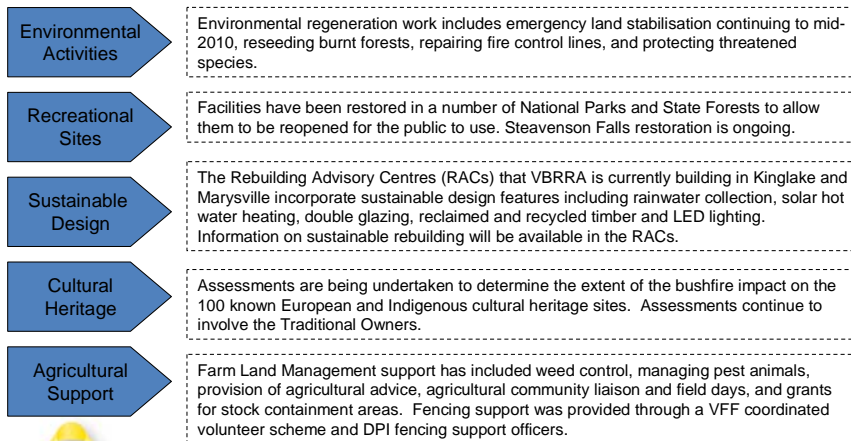 Environmental
Activities
Environmental regeneration work includes emergency land stabilisation continuing to mid-
2010, reseeding burnt forests, repairing fire control lines, and protecting threatened
species.
Recreational
Sites
Facilities have been restored in a number of National Parks and State Forests to allow
them to be reopened for the public to use. Steavenson Falls restoration is ongoing.
Sustainable
Design
The Rebuilding Advisory Centres (RACs) that VBRRA is currently building in Kinglake and
Marysville incorporate sustainable design features including rainwater collection, solar hot
water heating, double glazing, reclaimed and recycled timber and LED lighting.
Information on sustainable rebuilding will be available in the RACs.
Cultural
Heritage
Assessments are being undertaken to determine the extent of the bushfire impact on the
100 known European and Indigenous cultural heritage sites. Assessments continue to
involve the Traditional Owners.
Agricultural
Support
Farm Land Management support has included weed control, managing pest animals,
provision of agricultural advice, agricultural community liaison and field days, and grants
for stock containment areas. Fencing support was provided through a VFF coordinated
volunteer scheme and DPI fencing support officers.